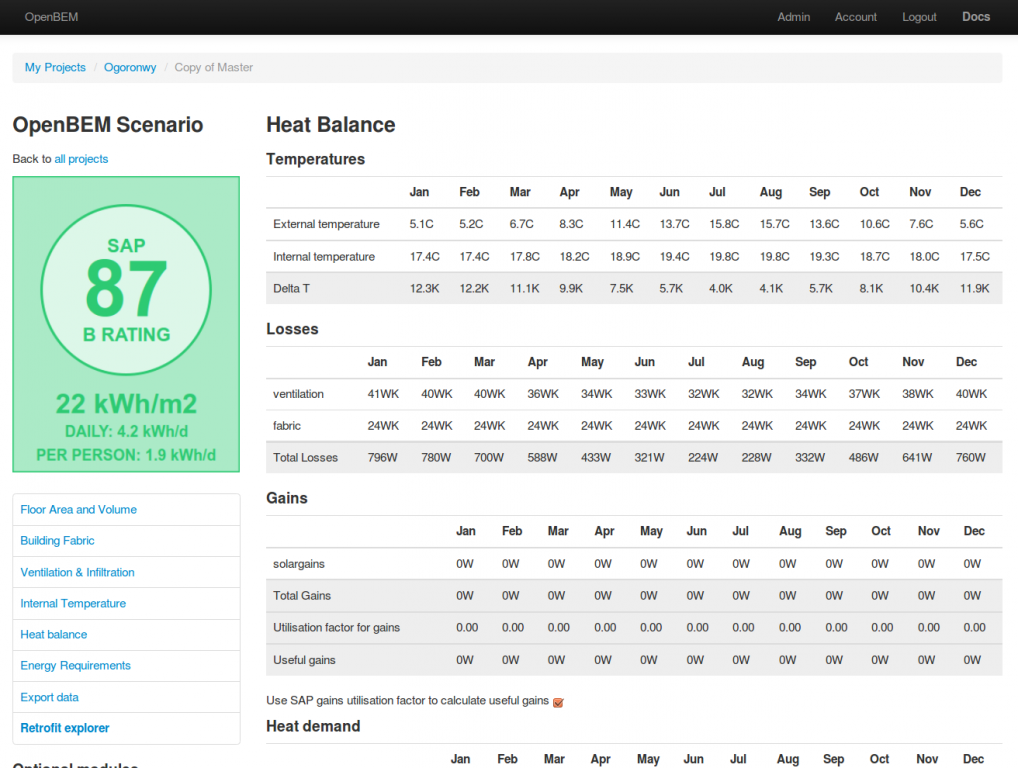 OpenBEM Admin Account Logout Docs
My Projects / Ogoronwy / Copy of Master
OpenBEM Scenario
Back to all projects
SAP
87
B RATING
22 kWh/m2
DAILY: 4.2 kWh/d
PER PERSON: 1.9 kWh/d
Floor Area and Volume
Building Fabric
Ventilation & Infiltration
Internal Temperature
Heat balance
Energy Requirements
Export data
Retrofit explorer
Optional modules
Heat Balance
Temperatures
Jan Feb Mar Apr May Jun Jul Aug Sep Oct Nov Dec
External temperature 5.1C 5.2C 6.7C 8.3C 11.4C 13.7C 15.8C 15.7C 13.6C 10.6C 7.6C 5.6C
Internal temperature 17.4C 17.4C 17.8C 18.2C 18.9C 19.4C 19.8C 19.8C 19.3C 18.7C 18.0C 17.5C
Delta T 12.3K 12.2K 11.1K 9.9K 7.5K 5.7K 4.0K 4.1K 5.7K 8.1K 10.4K 11.9K
Losses
Jan Feb Mar Apr May Jun Jul Aug Sep Oct Nov Dec
ventilation 41WK 40WK 40WK 36WK 34WK 33WK 32WK 32WK 34WK 37WK 38WK 40WK
fabric 24WK 24WK 24WK 24WK 24WK 24WK 24WK 24WK 24WK 24WK 24WK 24WK
Total Losses 796W 780W 700W 588W 433W 321W 224W 228W 332W 486W 641W 760W
Gains
Jan Feb Mar Apr May Jun Jul Aug Sep Oct Nov Dec
solargains 0W 0W 0W 0W 0W 0W 0W 0W 0W 0W 0W 0W
Total Gains 0W 0W 0W 0W 0W 0W 0W 0W 0W 0W 0W 0W
Utilisation factor for gains 0.00 0.00 0.00 0.00 0.00 0.00 0.00 0.00 0.00 0.00 0.00 0.00
Useful gains 0W 0W 0W 0W 0W 0W 0W 0W 0W 0W 0W 0W
Use SAP gains utilisation factor to calculate useful gains
Heat demand
Jan Feb Mar Apr May Jun Jul Aug Sep Oct Nov Dec